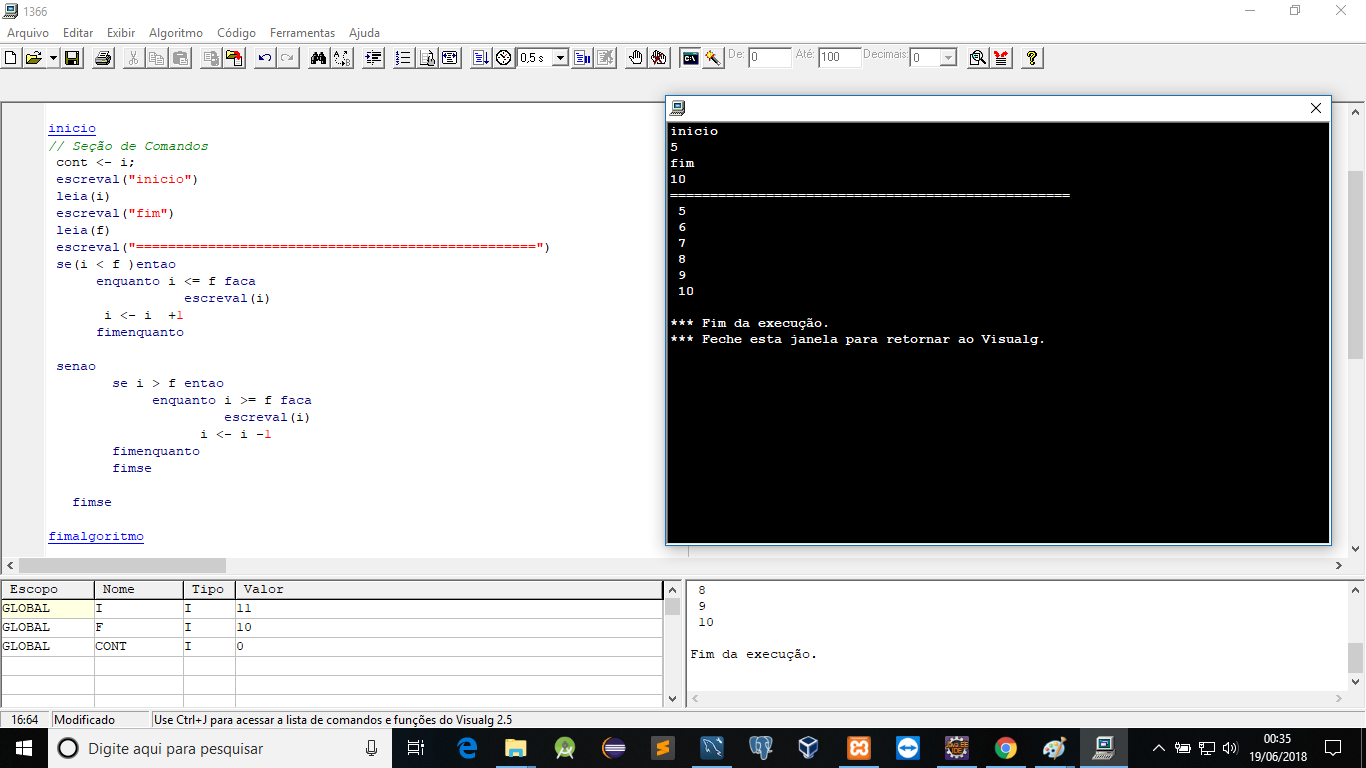 1366
Arquivo Editar Exibir Algoritmo Código Ferramentas Ajuda
0,5 s De: 0 Até: 100 Decimais: 0
inicio
// Seção de Comandos
cont <- i;
escreval("inicio")
leia(i)
escreval("fim")
leia(f)
escreval("==================================================")
se(i < f )entao
enquanto i <= f faca
escreval(i)
i <- i  +1
fimenquanto
senao
se i > f entao
enquanto i >= f faca
escreval(i)
i <- i -1
fimenquanto
fimse
fimse
fimalgoritmo
inicio
5
fim
10
==================================================
5
6
7
8
9
10
*** Fim da execução.
*** Feche esta janela para retornar ao Visualg.
Escopo Nome Tipo Valor
GLOBAL I I 11
GLOBAL F I 10
GLOBAL CONT I 0
8
9
10
Fim da execução.
16:64 Modificado Use Ctrl+J para acessar a lista de comandos e funções do Visualg 2.5
Digite aqui para pesquisar
00:35
19/06/2018